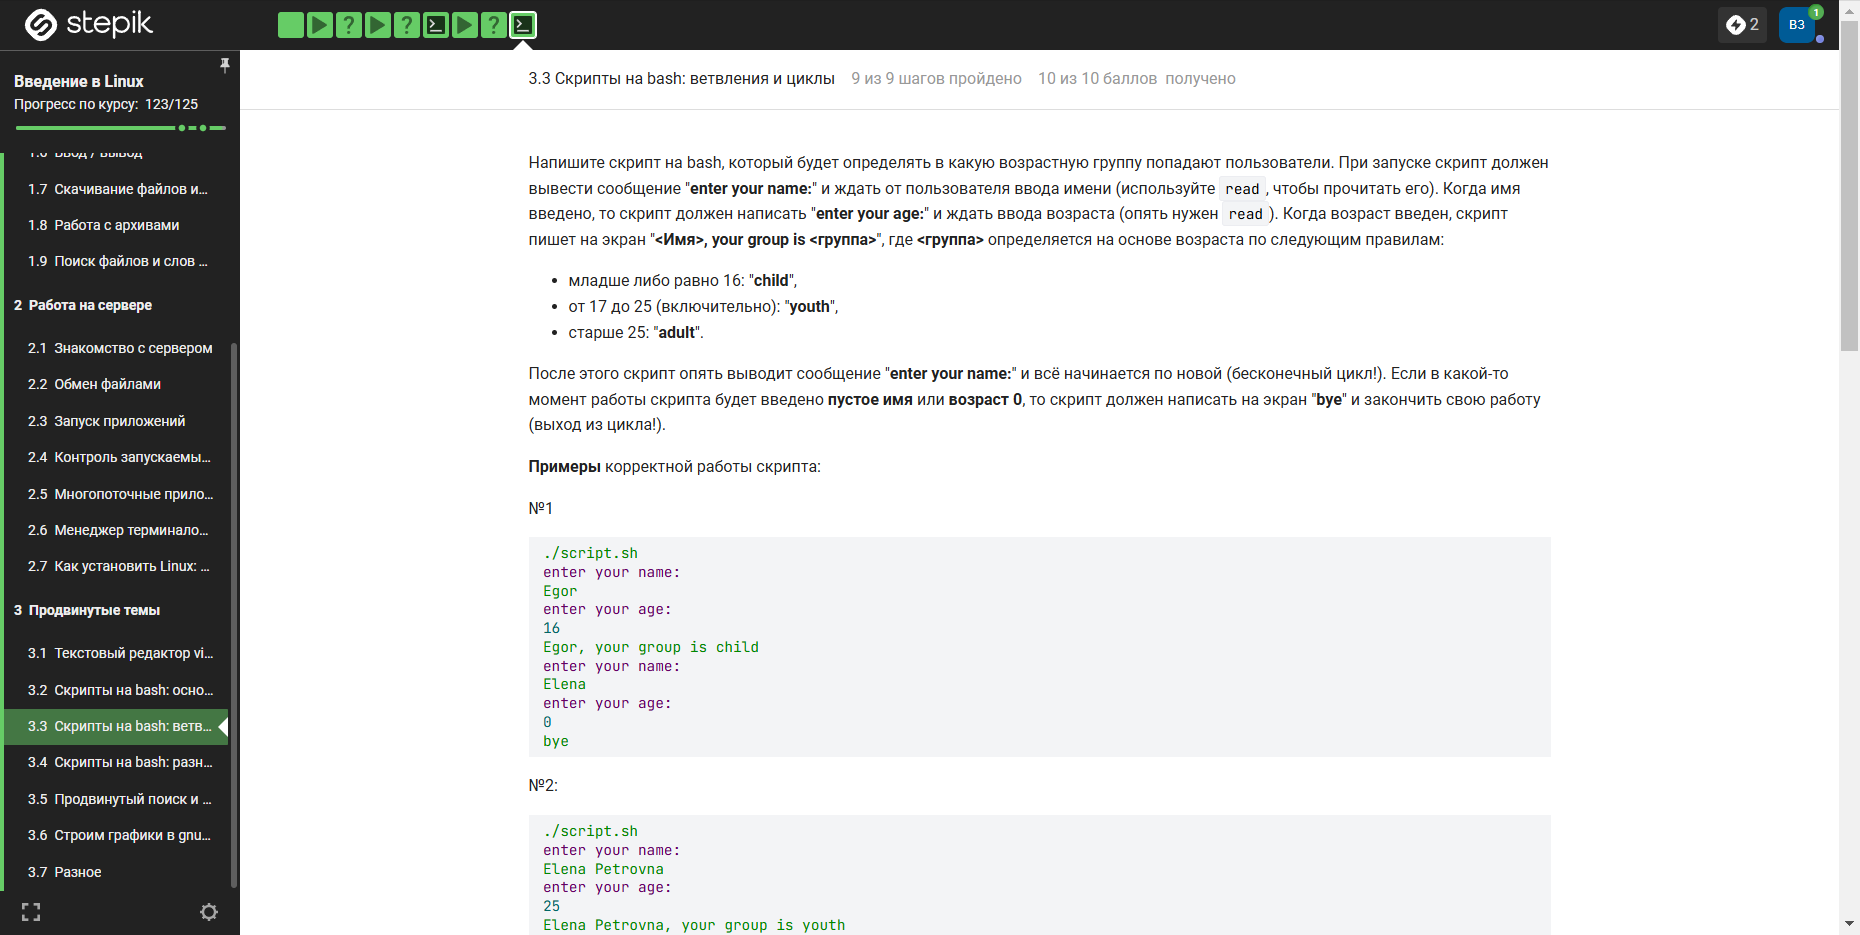 stepik
2
ВЗ
1
Введение в Linux
Прогресс по курсу: 123/125
1.6 Ввод / Вывод
1.7 Скачивание файлов и...
1.8 Работа с архивами
1.9 Поиск файлов и слов ...
2 Работа на сервере
2.1 Знакомство с сервером
2.2 Обмен файлами
2.3 Запуск приложений
2.4 Контроль запускаемы...
2.5 Многопоточные прило...
2.6 Менеджер терминало...
2.7 Как установить Linux: ...
3 Продвинутые темы
3.1 Текстовый редактор vi...
3.2 Скрипты на bash: осно...
3.3 Скрипты на bash: ветв...
3.4 Скрипты на bash: разн...
3.5 Продвинутый поиск и ...
3.6 Строим графики в gnu...
3.7 Разное
3.3 Скрипты на bash: ветвления и циклы 9 из 9 шагов пройдено 10 из 10 баллов получено
Напишите скрипт на bash, который будет определять в какую возрастную группу попадают пользователи. При запуске скрипт должен
вывести сообщение "enter your name:" и ждать от пользователя ввода имени (используйте read, чтобы прочитать его). Когда имя
введено, то скрипт должен написать "enter your age:" и ждать ввода возраста (опять нужен read). Когда возраст введен, скрипт
пишет на экран "<Имя>, your group is <группа>", где <группа> определяется на основе возраста по следующим правилам:
• младше либо равно 16: "child",
• от 17 до 25 (включительно): "youth",
• старше 25: "adult".
После этого скрипт опять выводит сообщение "enter your name:" и всё начинается по новой (бесконечный цикл!). Если в какой-то
момент работы скрипта будет введено пустое имя или возраст 0, то скрипт должен написать на экран "bye" и закончить свою работу
(выход из цикла!).
Примеры корректной работы скрипта:
№1
./script.sh
enter your name:
Egor
enter your age:
16
Egor, your group is child
enter your name:
Elena
enter your age:
0
bye
№2:
./script.sh
enter your name:
Elena Petrovna
enter your age:
25
Elena Petrovna, your group is youth